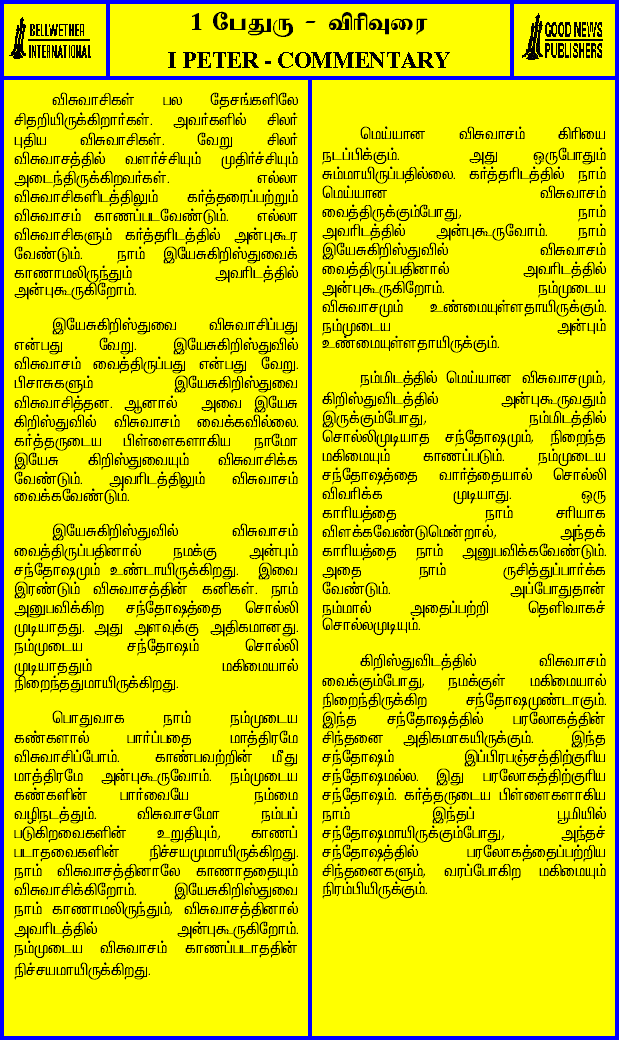 BELLWETHER
INTERNATIONAL
1 பேதுரு - விரிவுரை
I PETER - COMMENTARY
GOOD NEWS
PUBLISHERS
விசுவாசிகள் பல தேசங்களிலே
சிதறியிருக்கிறார்கள். அவர்களில் சிலர்
புதிய விசுவாசிகள். வேறு சிலர்
விசுவாசத்தில் வளர்ச்சியும் முதிர்ச்சியும்
அடைந்திருக்கிறவர்கள். எல்லா
விசுவாசிகளிடத்திலும் கர்த்தரைப்பற்றும்
விசுவாசம் காணப்படவேண்டும். எல்லா
விசுவாசிகளும் கர்த்தரிடத்தில் அன்புகூர
வேண்டும். நாம் இயேசுகிறிஸ்துவைக்
காணாமலிருந்தும் அவரிடத்தில்
அன்புகூருகிறோம்.
இயேசுகிறிஸ்துவை விசுவாசிப்பது
என்பது வேறு. இயேசுகிறிஸ்துவில்
விசுவாசம் வைத்திருப்பது என்பது வேறு.
பிசாசுகளும் இயேசுகிறிஸ்துவை
விசுவாசித்தன. ஆனால் அவை இயேசு
கிறிஸ்துவில் விசுவாசம் வைக்கவில்லை.
கர்த்தருடைய பிள்ளைகளாகிய நாமோ
இயேசு கிறிஸ்துவையும் விசுவாசிக்க
வேண்டும். அவரிடத்திலும் விசுவாசம்
வைக்கவேண்டும்.
இயேசுகிறிஸ்துவில் விசுவாசம்
வைத்திருப்பதினால் நமக்கு அன்பும்
சந்தோஷமும் உண்டாயிருக்கிறது. இவை
இரண்டும் விசுவாசத்தின் கனிகள். நாம்
அனுபவிக்கிற சந்தோஷத்தை சொல்லி
முடியாதது. அது அளவுக்கு அதிகமானது.
நம்முடைய சந்தோஷம் சொல்லி
முடியாததும் மகிமையால்
நிறைந்ததுமாயிருக்கிறது.
பொதுவாக நாம் நம்முடைய
கண்களால் பார்ப்பதை மாத்திரமே
விசுவாசிப்போம். காண்பவற்றின் மீது
மாத்திரமே அன்புகூருவோம். நம்முடைய
கண்களின் பார்வையே நம்மை
வழிநடத்தும். விசுவாசமோ நம்பப்
படுகிறவைகளின் உறுதியும், காணப்
படாதவைகளின் நிச்சயமுமாயிருக்கிறது.
நாம் விசுவாசத்தினாலே காணாததையும்
விசுவாசிக்கிறோம். இயேசுகிறிஸ்துவை
நாம் காணாமலிருந்தும், விசுவாசத்தினால்
அவரிடத்தில் அன்புகூருகிறோம்.
நம்முடைய விசுவாசம் காணப்படாததின்
நிச்சயமாயிருக்கிறது.
மெய்யான விசுவாசம் கிரியை
நடப்பிக்கும். அது ஒருபோதும்
சும்மாயிருப்பதில்லை. கர்த்தரிடத்தில் நாம்
மெய்யான விசுவாசம்
வைத்திருக்கும்போது, நாம்
அவரிடத்தில் அன்புகூருவோம். நாம்
இயேசுகிறிஸ்துவில் விசுவாசம்
வைத்திருப்பதினால் அவரிடத்தில்
அன்புகூருகிறோம். நம்முடைய
விசுவாசமும் உண்மையுள்ளதாயிருக்கும்.
நம்முடைய அன்பும்
உண்மையுள்ளதாயிருக்கும்.
நம்மிடத்தில் மெய்யான விசுவாசமும்,
கிறிஸ்துவிடத்தில் அன்புகூருவதும்
இருக்கும்போது, நம்மிடத்தில்
சொல்லிமுடியாத சந்தோஷமும், நிறைந்த
மகிமையும் காணப்படும். நம்முடைய
சந்தோஷத்தை வார்த்தையால் சொல்லி
விவரிக்க முடியாது. ஒரு
காரியத்தை நாம் சரியாக
விளக்கவேண்டுமென்றால், அந்தக்
காரியத்தை நாம் அனுபவிக்கவேண்டும்.
அதை நாம் ருசித்துப்பார்க்க
வேண்டும். அப்போதுதான்
நம்மால் அதைப்பற்றி தெளிவாகச்
சொல்லமுடியும்.
கிறிஸ்துவிடத்தில் விசுவாசம்
வைக்கும்போது, நமக்குள் மகிமையால்
நிறைந்திருக்கிற சந்தோஷமுண்டாகும்.
இந்த சந்தோஷத்தில் பரலோகத்தின்
சிந்தனை அதிகமாகயிருக்கும். இந்த
சந்தோஷம் இப்பிரபஞ்சத்திற்குரிய
சந்தோஷமல்ல. இது பரலோகத்திற்குரிய
சந்தோஷம். கர்த்தருடைய பிள்ளைகளாகிய
நாம் இந்தப் பூமியில்
சந்தோஷமாயிருக்கும்போது, அந்தச்
சந்தோஷத்தில் பரலோகத்தைப்பற்றிய
சிந்தனைகளும், வரப்போகிற மகிமையும்
நிரம்பியிருக்கும்.